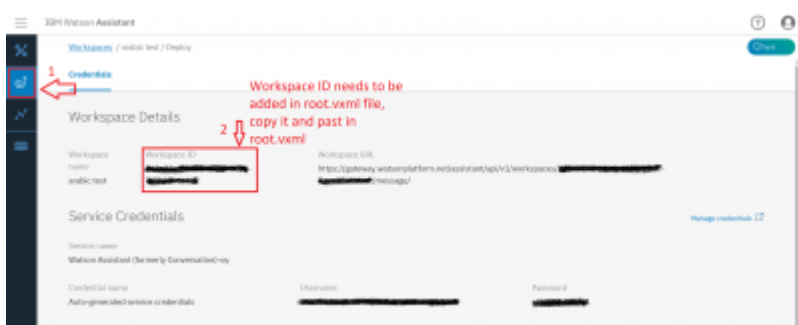 IBM Watson Assistant
Workspaces / arabic test / Deploy
1
Credentials
Workspace ID needs to be
added in root.vxml file,
copy it and past in
root.vxml
2
Workspace Details
Workspace name
Workspace ID
Workspace URL
arabic test
https://gateway.watsonplatform.net/assistant/api/v1/workspaces/
/message/
Service Credentials
Manage credentials
Service name
Watson Assistant (formerly Conversation)-oy
Credential name
Username
Password
Auto-generated service credentials